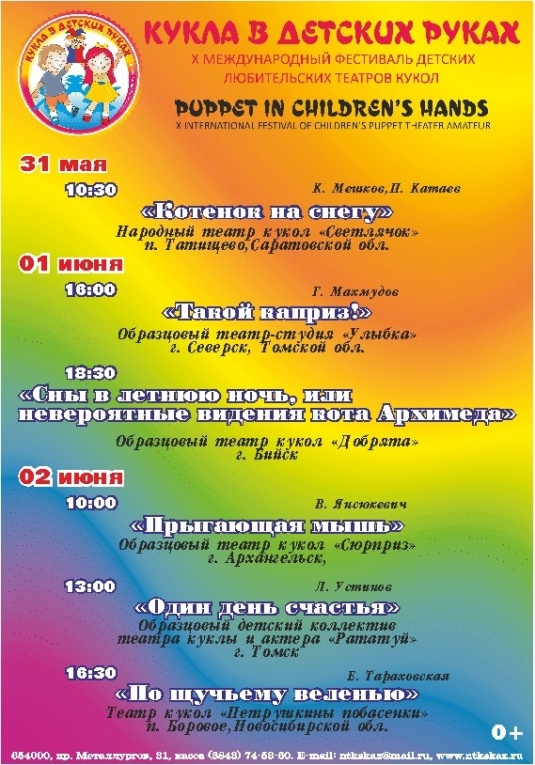 КУКЛА В ДЕТСКИХ РУКАХ
КУКЛА В ДЕТСКИХ РУКАХ
X МЕЖДУНАРОДНЫЙ ФЕСТИВАЛЬ ДЕТСКИХ
ЛЮБИТЕЛЬСКИХ ТЕАТРОВ КУКОЛ
PUPPET IN CHILDREN'S HANDS
X INTERNATIONAL FESTIVAL OF CHILDREN'S PUPPET THEATER AMATEUR
31 мая
10:30
К. Мешков,П. Катаев
«Котенок на снегу»
Народный театр кукол «Светлячок»
п. Татищево,Саратовской обл.
01 июня
16:00
Г. Махмудов
«Такой каприз!»
Образцовый театр-студия «Улыбка»
г. Северск, Томской обл.
18:30
«Сны в летнюю ночь, или
невероятные видения кота Архимеда»
Образцовый театр кукол «Добрята»
г. Бийск
02 июня
10:00
В. Янсюкевич
«Прыгающая мышь»
Образцовый театр кукол «Сюрприз»
г. Архангельск,
13:00
Л. Устинов
«Один день счастья»
Образцовый детский коллектив
театра куклы и актера «Рататуй»
г. Томск
16:30
Е. Тараховская
«По щучьему веленью»
Театр кукол «Петрушкины побасенки»
п. Боровое,Новосибирской обл.
0+
654000, пр. Металлургов, 31, касса (3843) 74-58-60. E-mail: ntkskaz@mail.ru, www.ntkskaz.ru